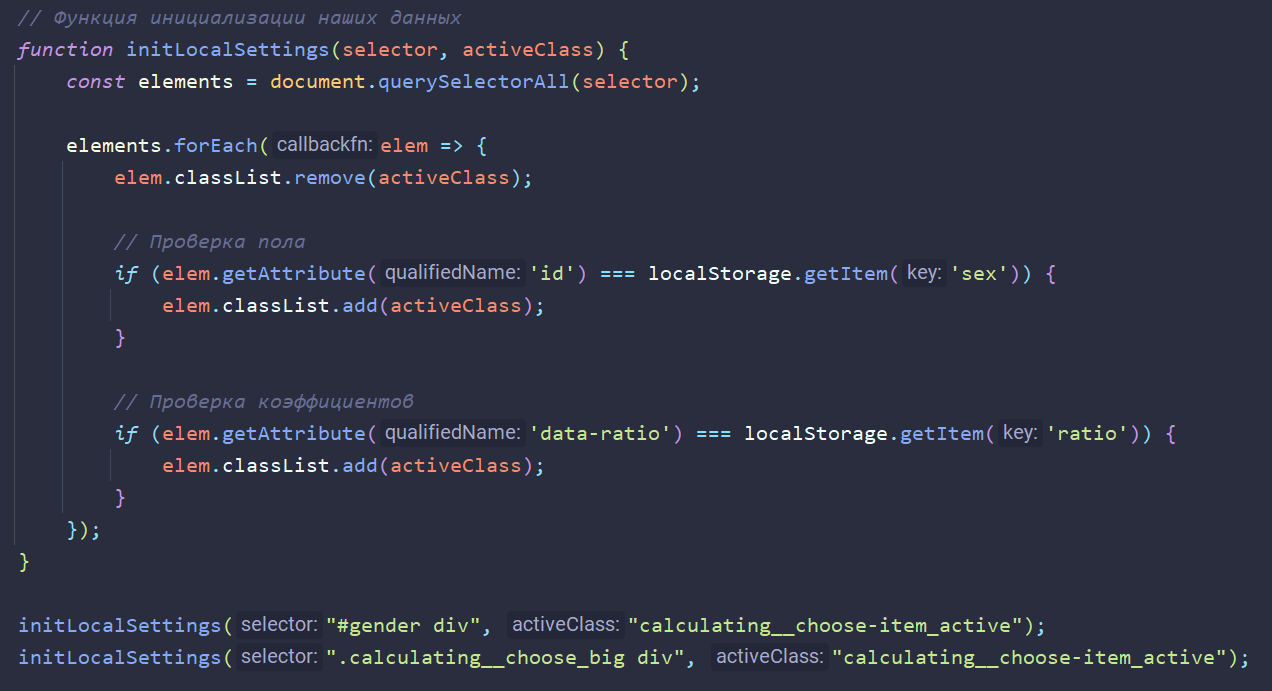 // Функция инициализации наших данных
function initLocalSettings(selector, activeClass) {
    const elements = document.querySelectorAll(selector);

    elements.forEach( callbackfn: elem => {
        elem.classList.remove(activeClass);

        // Проверка пола
        if (elem.getAttribute( qualifiedName: 'id') === localStorage.getItem( key: 'sex')) {
            elem.classList.add(activeClass);
        }

        // Проверка коэффициентов
        if (elem.getAttribute( qualifiedName: 'data-ratio') === localStorage.getItem( key: 'ratio')) {
            elem.classList.add(activeClass);
        }
    });
}

initLocalSettings( selector: "#gender div", activeClass: "calculating__choose-item_active");
initLocalSettings( selector: ".calculating__choose_big div", activeClass: "calculating__choose-item_active");